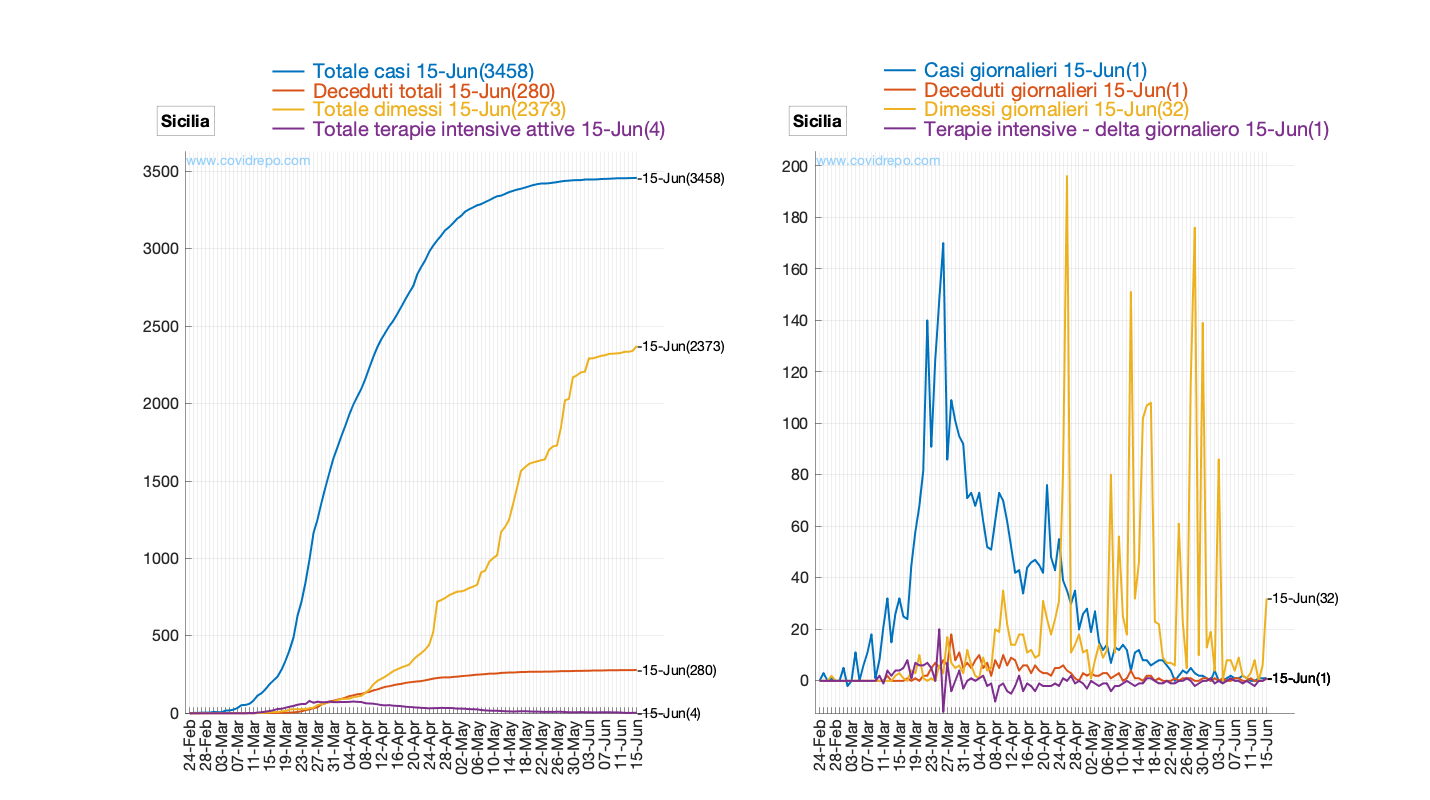 Totale casi 15-Jun(3458)
Deceduti totali 15-Jun(280)
Totale dimessi 15-Jun(2373)
Totale terapie intensive attive 15-Jun(4)
Sicilia
www.covidrepo.com
3500
3000
2500
2000
1500
1000
500
0
15-Jun(3458)
15-Jun(2373)
15-Jun(280)
15-Jun(4)
24-Feb
28-Feb
03-Mar
07-Mar
11-Mar
15-Mar
19-Mar
23-Mar
27-Mar
31-Mar
04-Apr
08-Apr
12-Apr
16-Apr
20-Apr
24-Apr
28-Apr
02-May
06-May
10-May
14-May
18-May
22-May
26-May
30-May
03-Jun
07-Jun
11-Jun
15-Jun
Casi giornalieri 15-Jun(1)
Deceduti giornalieri 15-Jun(1)
Dimessi giornalieri 15-Jun(32)
Terapie intensive - delta giornaliero 15-Jun(1)
Sicilia
www.covidrepo.com
200
180
160
140
120
100
80
60
40
20
0
15-Jun(32)
15-Jun(1)
24-Feb
28-Feb
03-Mar
07-Mar
11-Mar
15-Mar
19-Mar
23-Mar
27-Mar
31-Mar
04-Apr
08-Apr
12-Apr
16-Apr
20-Apr
24-Apr
28-Apr
02-May
06-May
10-May
14-May
18-May
22-May
26-May
30-May
03-Jun
07-Jun
11-Jun
15-Jun